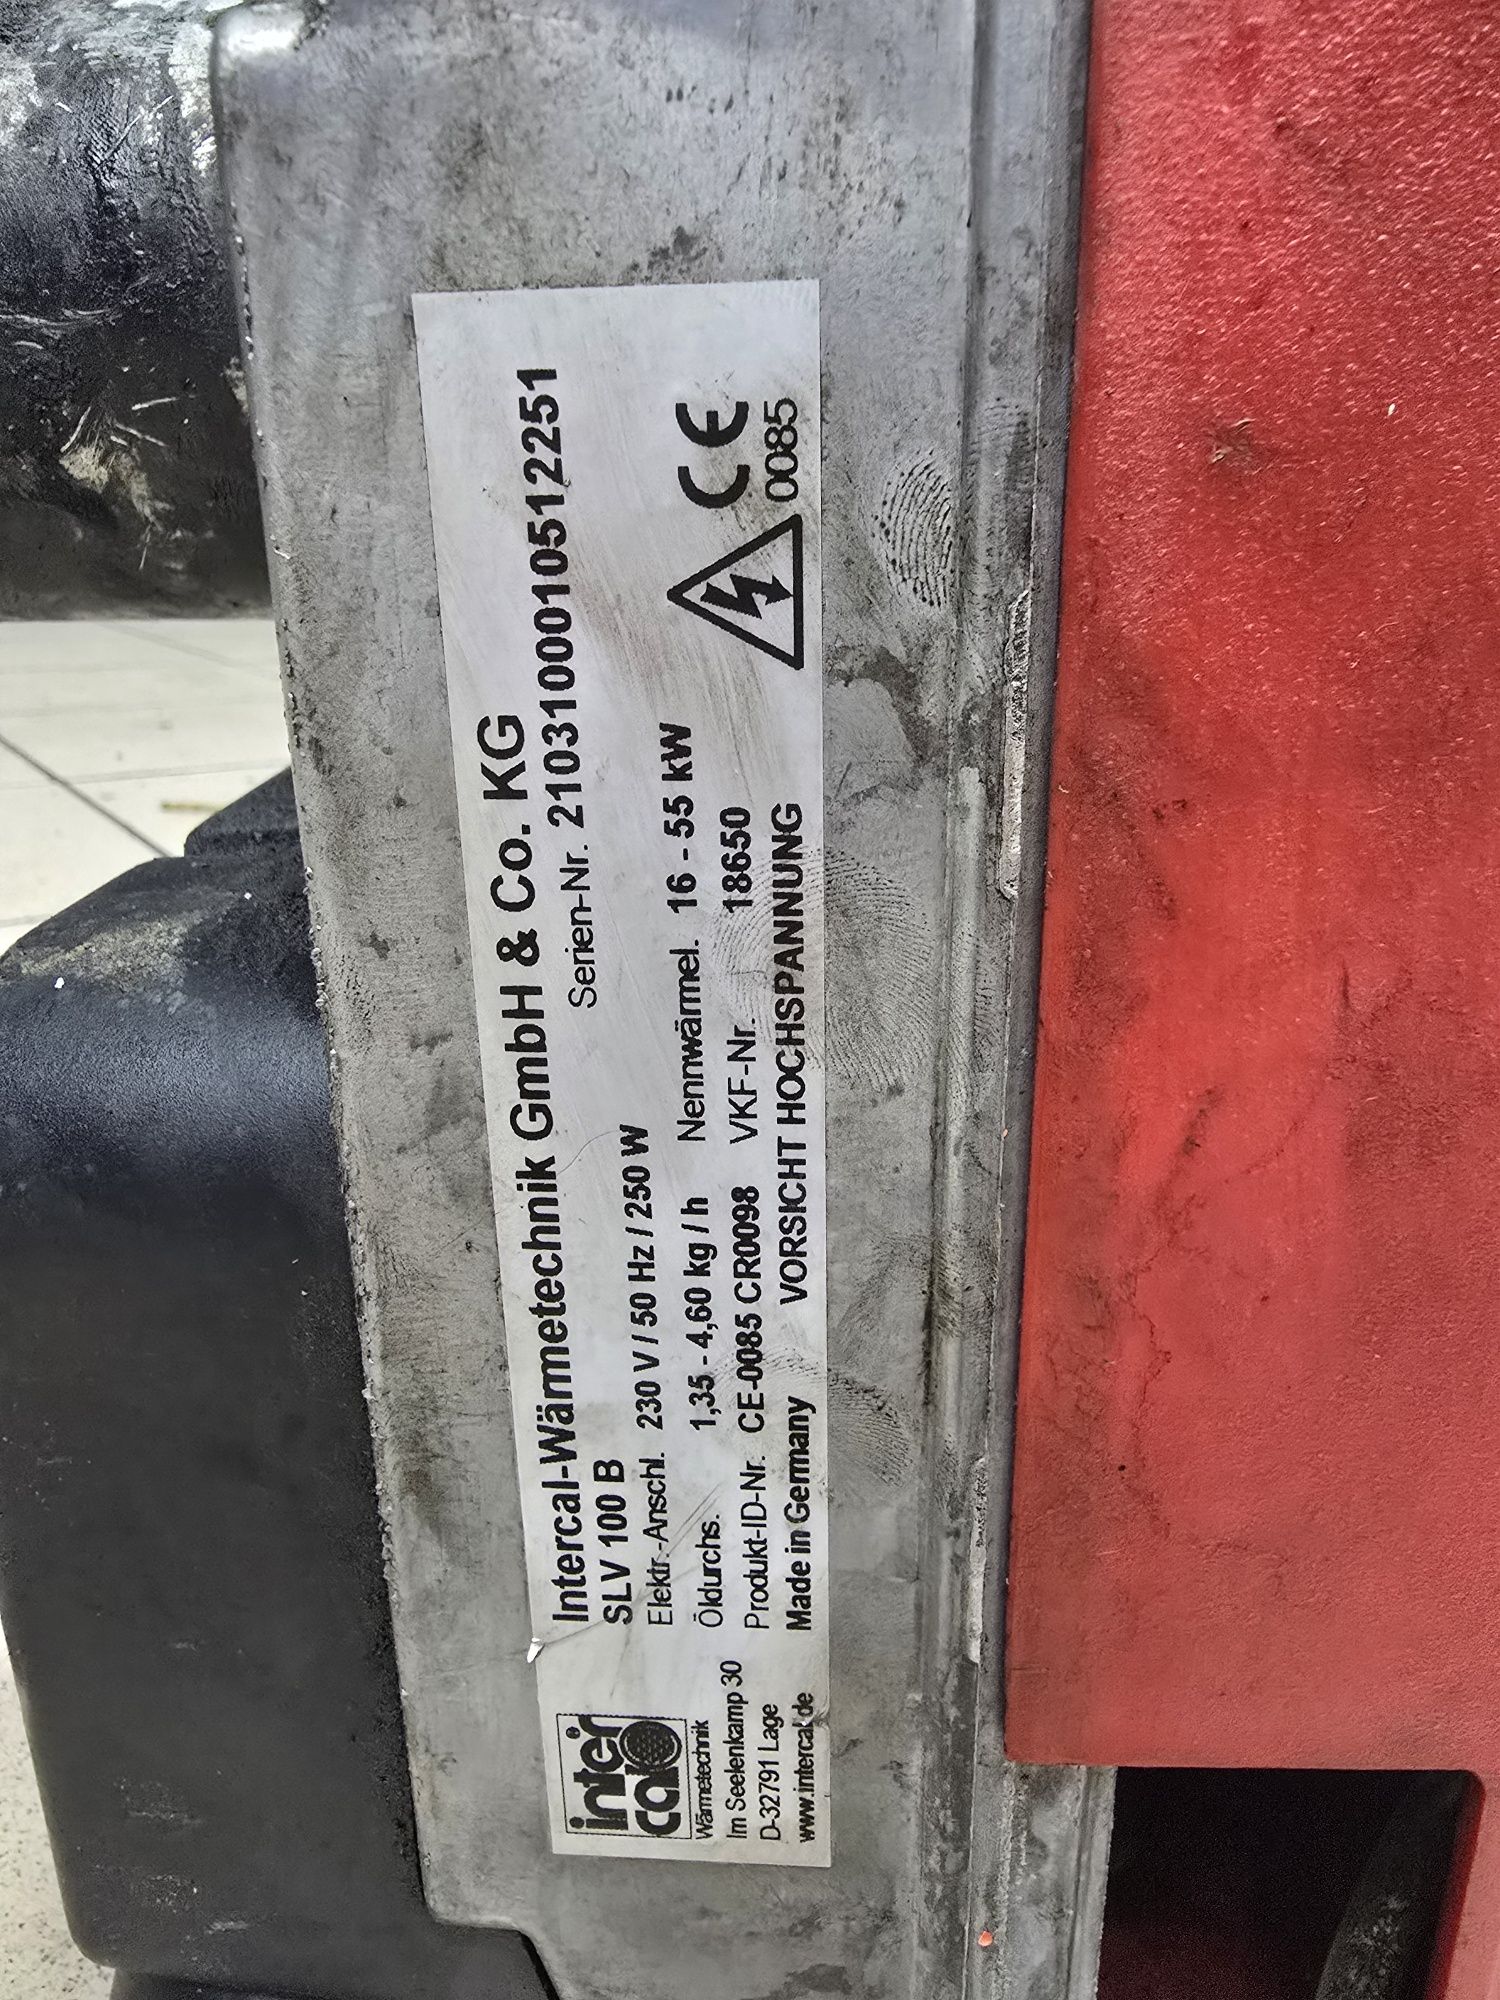 inter
cal
Wärmetechnik
Im Seelenkamp 30
D-32791 Lage
www.intercal.de
Intercal-Wärmetechnik GmbH & Co. KG
SLV 100 B Serien-Nr. 21031000010512251
Elektr.-Anschl. 230 V / 50 Hz / 250 W
Öldurchs. 1,35 - 4,60 kg / h Nennwärmel. 16 - 55 kW
Produkt-ID-Nr. CE-0085 CR0098 VKF-Nr. 18650
Made in Germany VORSICHT HOCHSPANNUNG
CE
0085